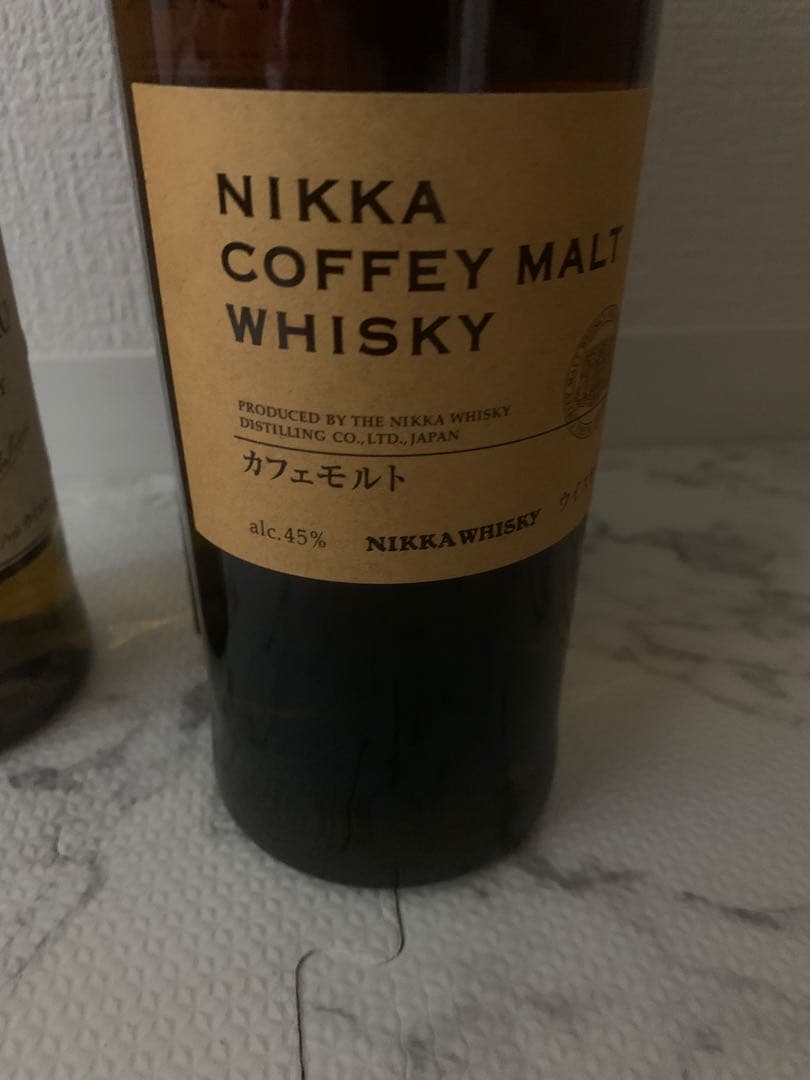 NIKKA
COFFEY MALT
WHISKY
PRODUCED BY THE NIKKA WHISKY
DISTILLING CO.,LTD.,JAPAN
カフェモルト
alc.45%
NIKKA WHISKY